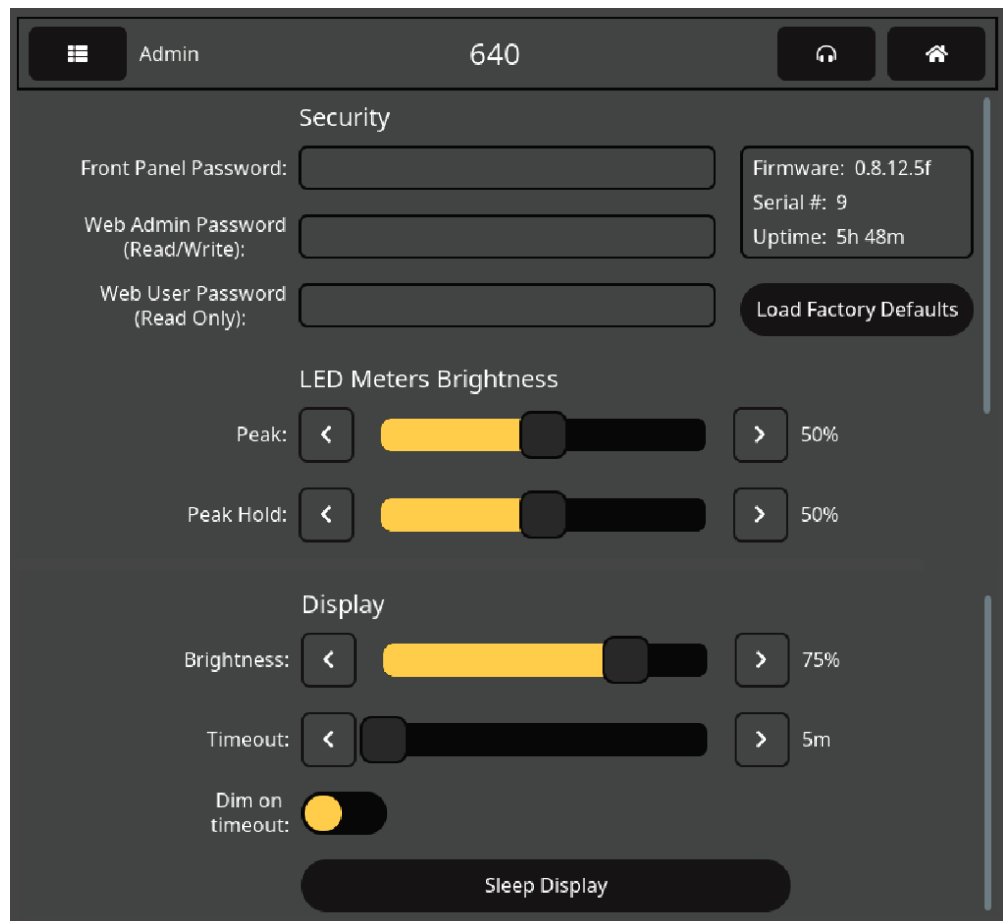 Admin
640
Security
Front Panel Password:
Firmware: 0.8.12.5f
Serial #: 9
Uptime: 5h 48m
Web Admin Password
(Read/Write):
Web User Password
(Read Only):
Load Factory Defaults
LED Meters Brightness
Peak:
50%
Peak Hold:
50%
Display
Brightness:
75%
Timeout:
5m
Dim on
timeout:
Sleep Display